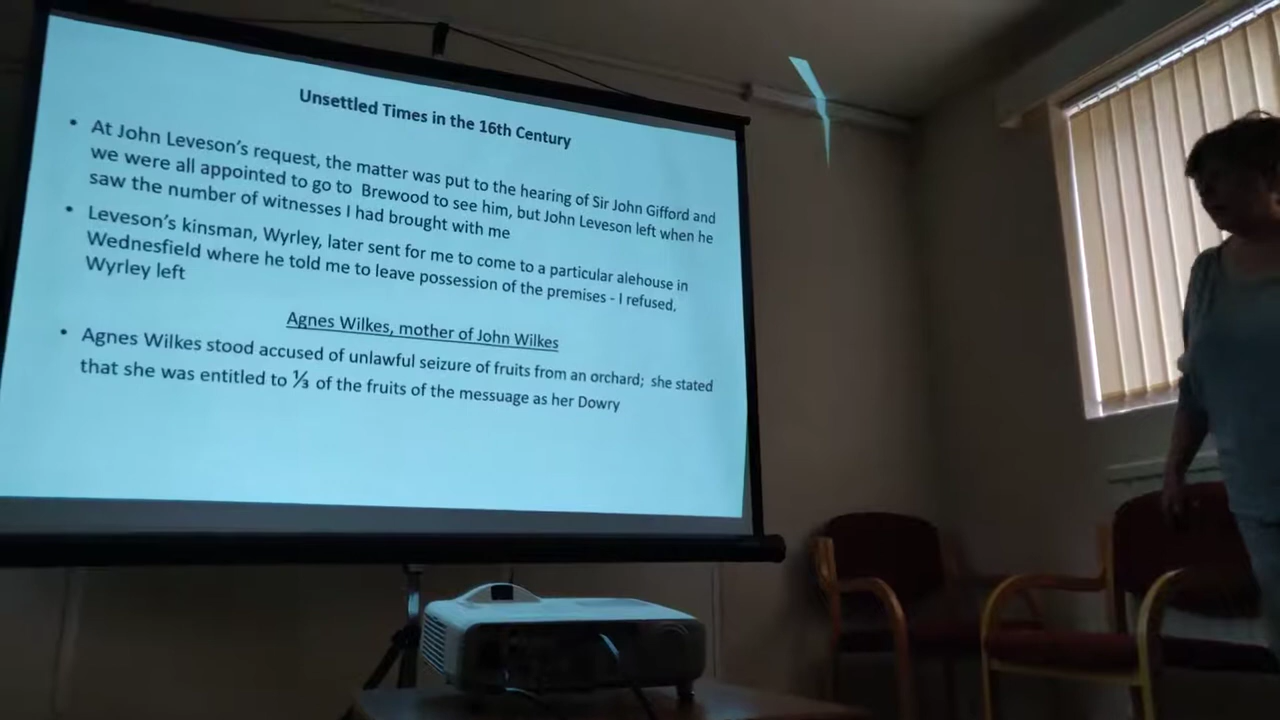 Unsettled Times in the 16th Century
• At John Leveson's request, the matter was put to the hearing of Sir John Gifford and
we were all appointed to go to Brewood to see him, but John Leveson left when he
saw the number of witnesses I had brought with me
• Leveson's kinsman, Wyrley, later sent for me to come to a particular alehouse in
Wednesfield where he told me to leave possession of the premises - I refused,
Wyrley left
Agnes Wilkes, mother of John Wilkes
• Agnes Wilkes stood accused of unlawful seizure of fruits from an orchard; she stated
that she was entitled to ⅓ of the fruits of the messuage as her Dowry